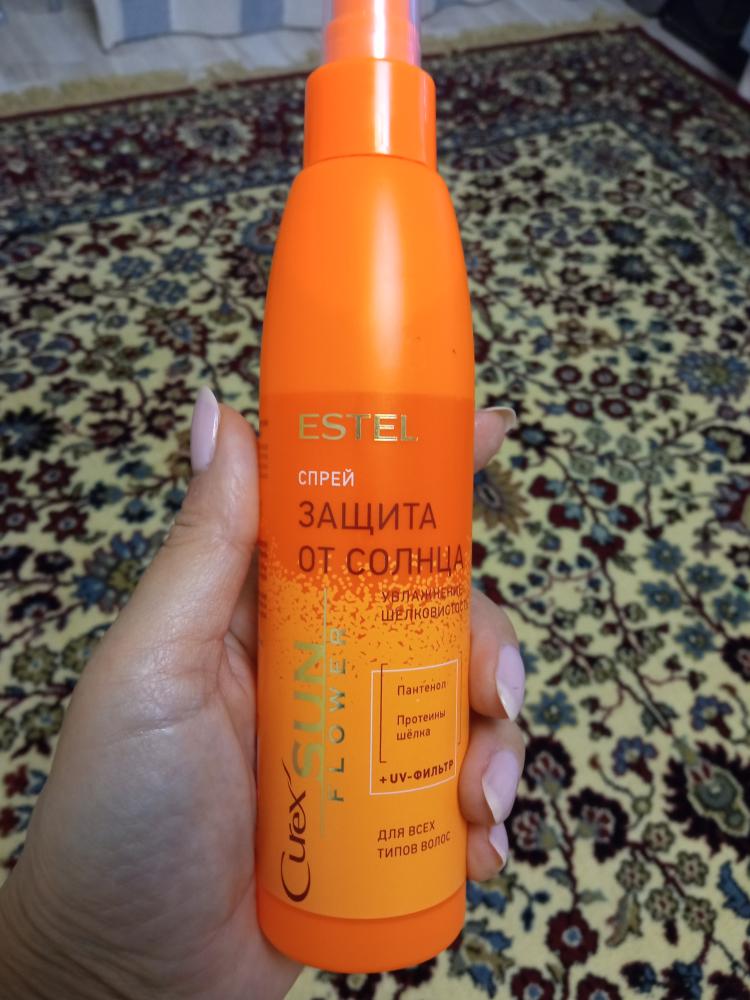 ESTEL
СПРЕЙ
ЗАЩИТА
ОТ СОЛНЦА
УВЛАЖНЕНИЕ
ШЕЛКОВИСТОСТЬ
Пантенол
Протеины
шёлка
+ UV-ФИЛЬТР
ДЛЯ ВСЕХ
ТИПОВ ВОЛОС
Curex
SUN
FLOWER